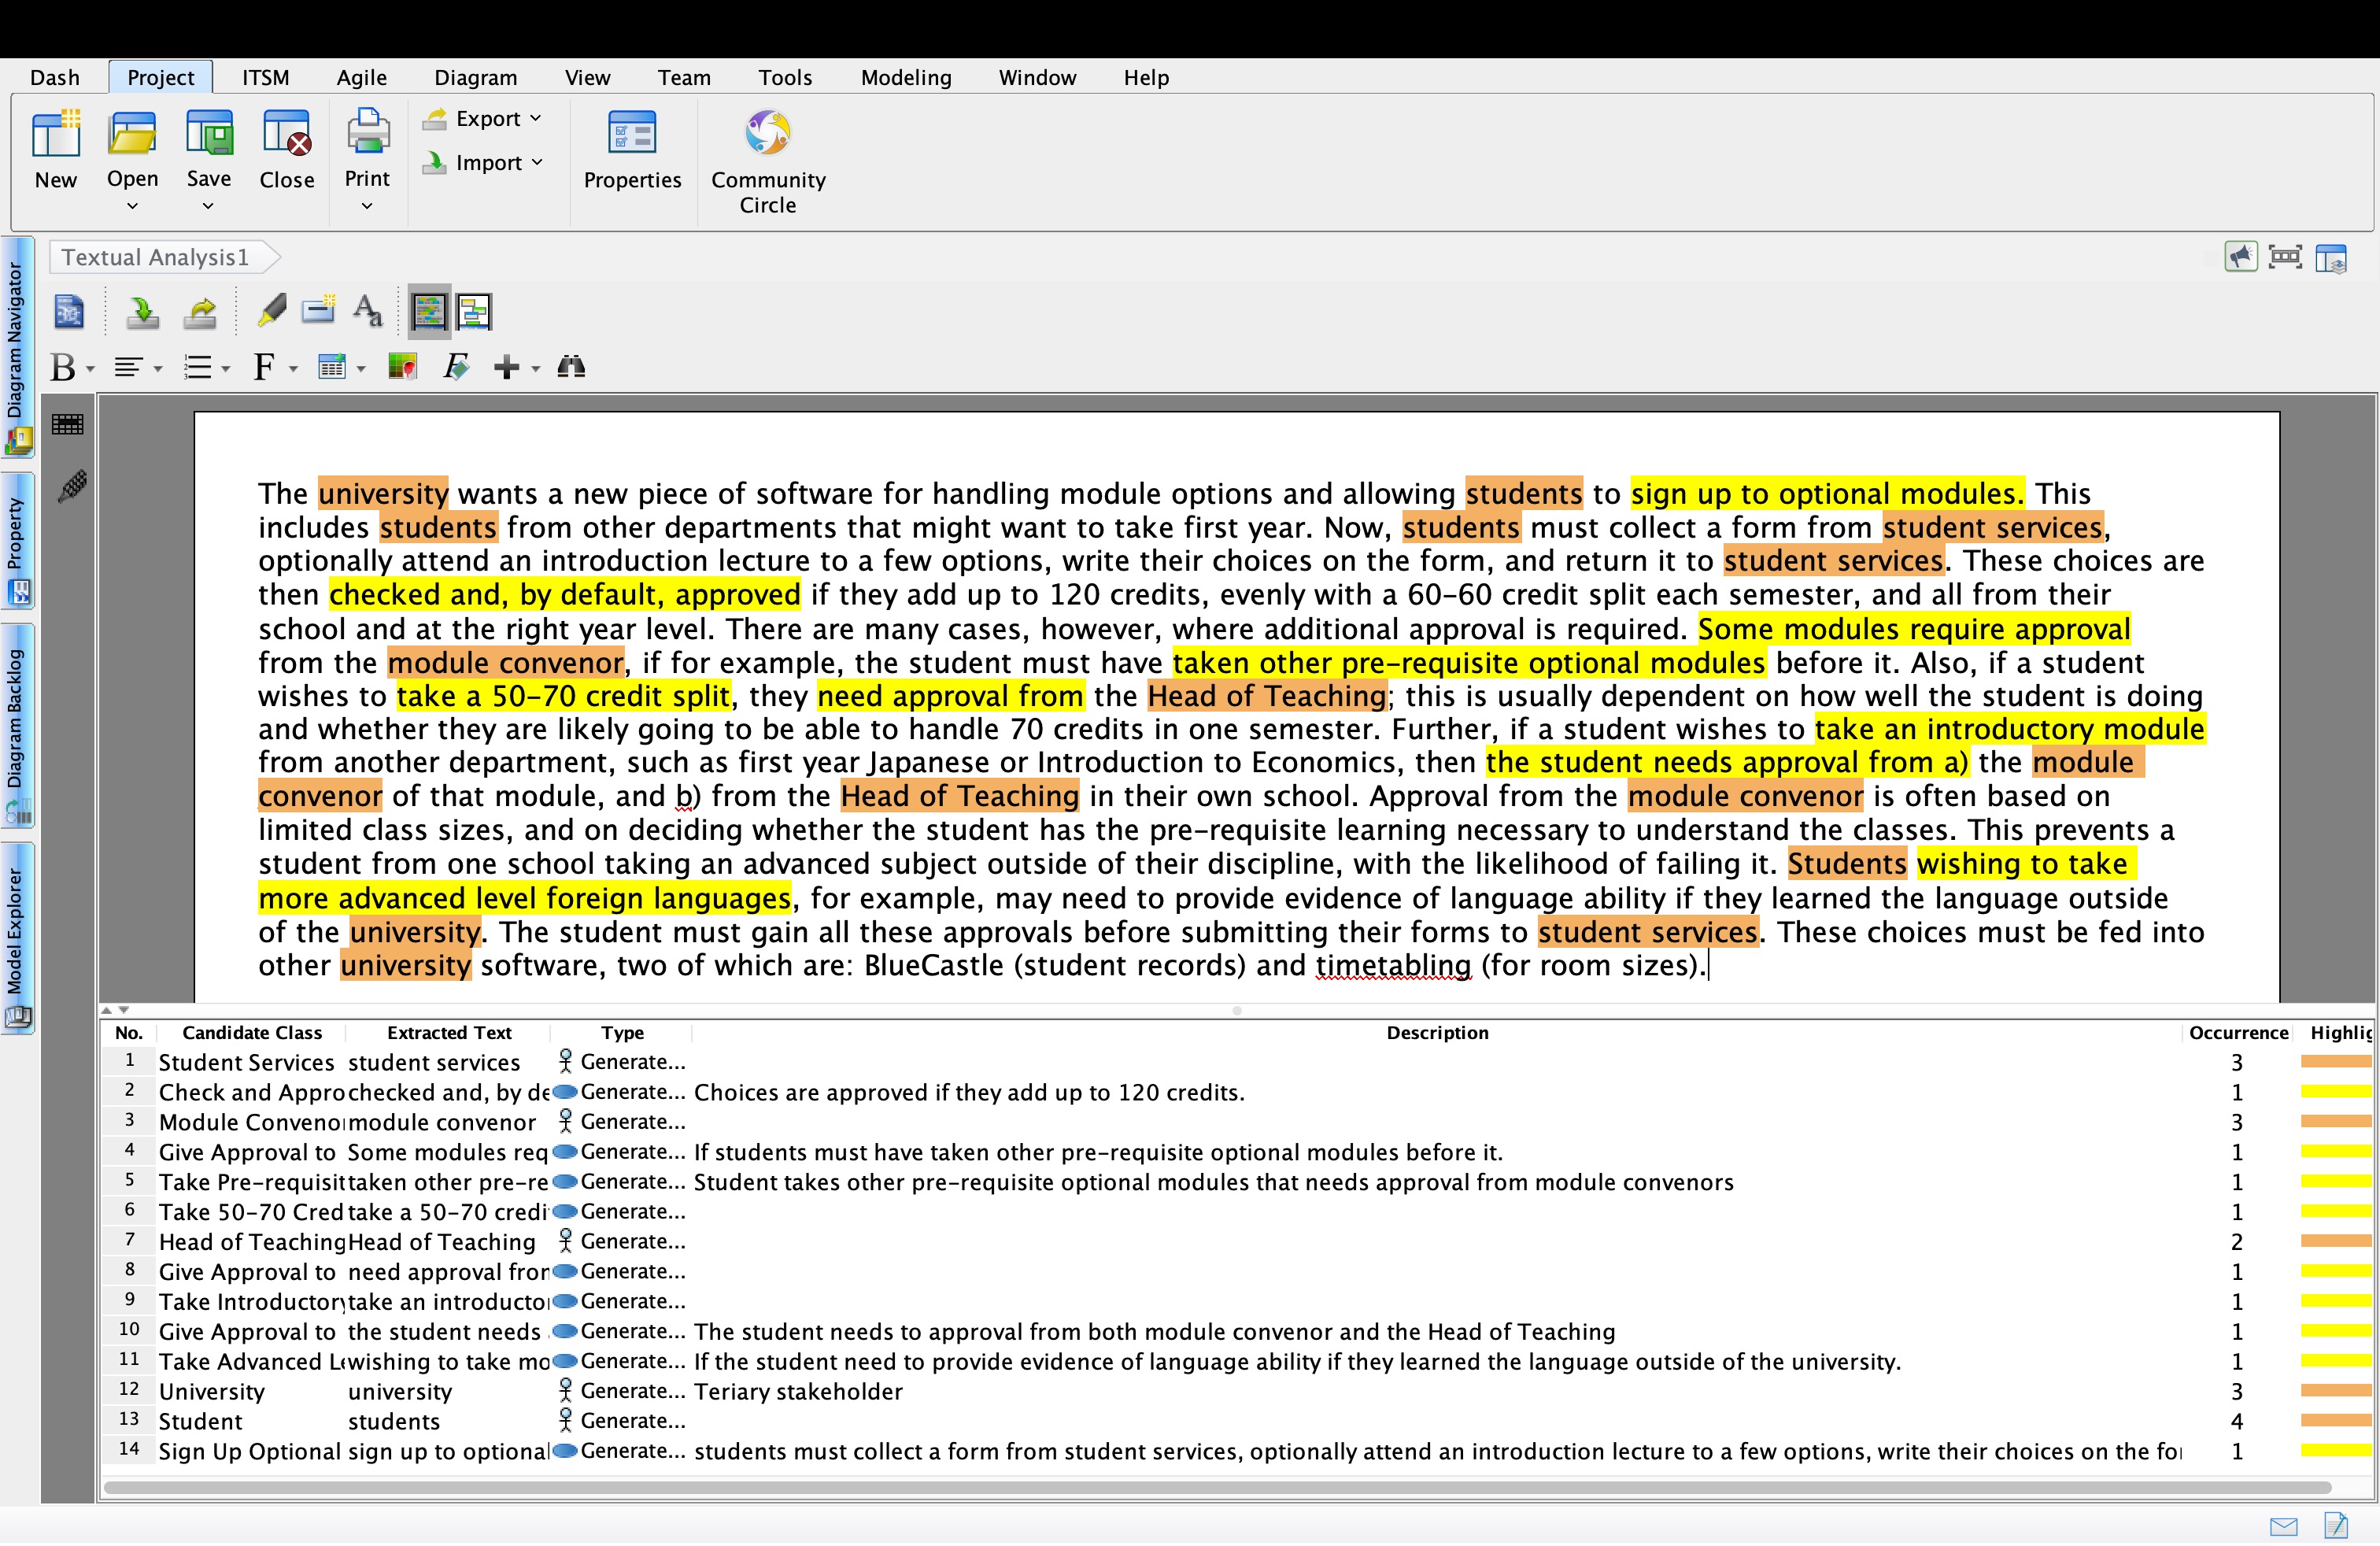 Dash Project ITSM Agile Diagram View Team Tools Modeling Window Help
New Open Save Close Print Export Import Properties Community Circle
Textual Analysis1
Diagram Navigator
Property
Diagram Backlog
Model Explorer
The university wants a new piece of software for handling module options and allowing students to sign up to optional modules. This
includes students from other departments that might want to take first year. Now, students must collect a form from student services,
optionally attend an introduction lecture to a few options, write their choices on the form, and return it to student services. These choices are
then checked and, by default, approved if they add up to 120 credits, evenly with a 60-60 credit split each semester, and all from their
school and at the right year level. There are many cases, however, where additional approval is required. Some modules require approval
from the module convenor, if for example, the student must have taken other pre-requisite optional modules before it. Also, if a student
wishes to take a 50-70 credit split, they need approval from the Head of Teaching; this is usually dependent on how well the student is doing
and whether they are likely going to be able to handle 70 credits in one semester. Further, if a student wishes to take an introductory module
from another department, such as first year Japanese or Introduction to Economics, then the student needs approval from a) the module
convenor of that module, and b) from the Head of Teaching in their own school. Approval from the module convenor is often based on
limited class sizes, and on deciding whether the student has the pre-requisite learning necessary to understand the classes. This prevents a
student from one school taking an advanced subject outside of their discipline, with the likelihood of failing it. Students wishing to take
more advanced level foreign languages, for example, may need to provide evidence of language ability if they learned the language outside
of the university. The student must gain all these approvals before submitting their forms to student services. These choices must be fed into
other university software, two of which are: BlueCastle (student records) and timetabling (for room sizes).
No. Candidate Class Extracted Text Type Description Occurrence Highlig
1 Student Services student services Generate... 3
2 Check and Appro checked and, by de Generate... Choices are approved if they add up to 120 credits. 1
3 Module Conveno module convenor Generate... 3
4 Give Approval to Some modules req Generate... If students must have taken other pre-requisite optional modules before it. 1
5 Take Pre-requisit taken other pre-re Generate... Student takes other pre-requisite optional modules that needs approval from module convenors 1
6 Take 50-70 Cred take a 50-70 credi Generate... 1
7 Head of Teaching Head of Teaching Generate... 2
8 Give Approval to need approval fror Generate... 1
9 Take Introductory take an introducto Generate... 1
10 Give Approval to the student needs Generate... The student needs to approval from both module convenor and the Head of Teaching 1
11 Take Advanced Le wishing to take mo Generate... If the student need to provide evidence of language ability if they learned the language outside of the university. 1
12 University university Generate... Teriary stakeholder 3
13 Student students Generate... 4
14 Sign Up Optional sign up to optional Generate... students must collect a form from student services, optionally attend an introduction lecture to a few options, write their choices on the for 1